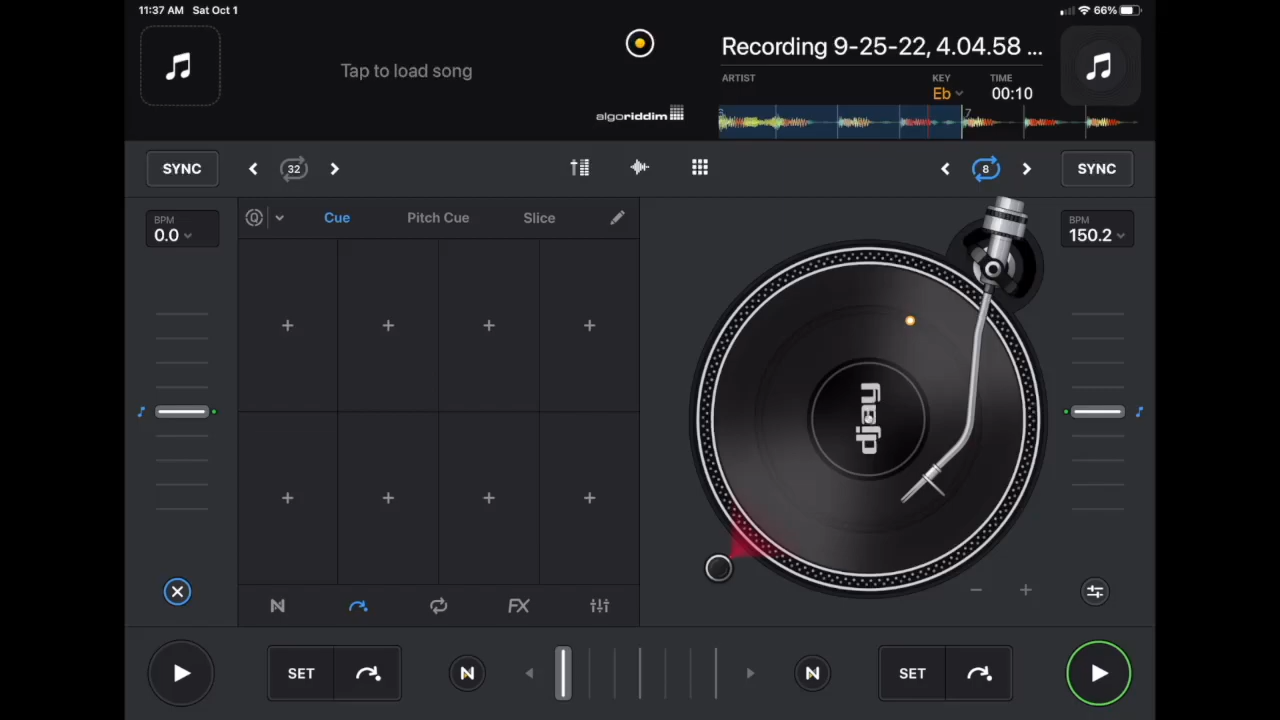 11:37 AM Sat Oct 1
66%
Tap to load song
Recording 9-25-22, 4.04.58 ...
ARTIST
KEY
TIME
Eb
00:10
algoriddim
7
SYNC
32
8
SYNC
BPM
0.0
Q
Cue
Pitch Cue
Slice
BPM
150.2
djay
FX
SET
N
N
SET